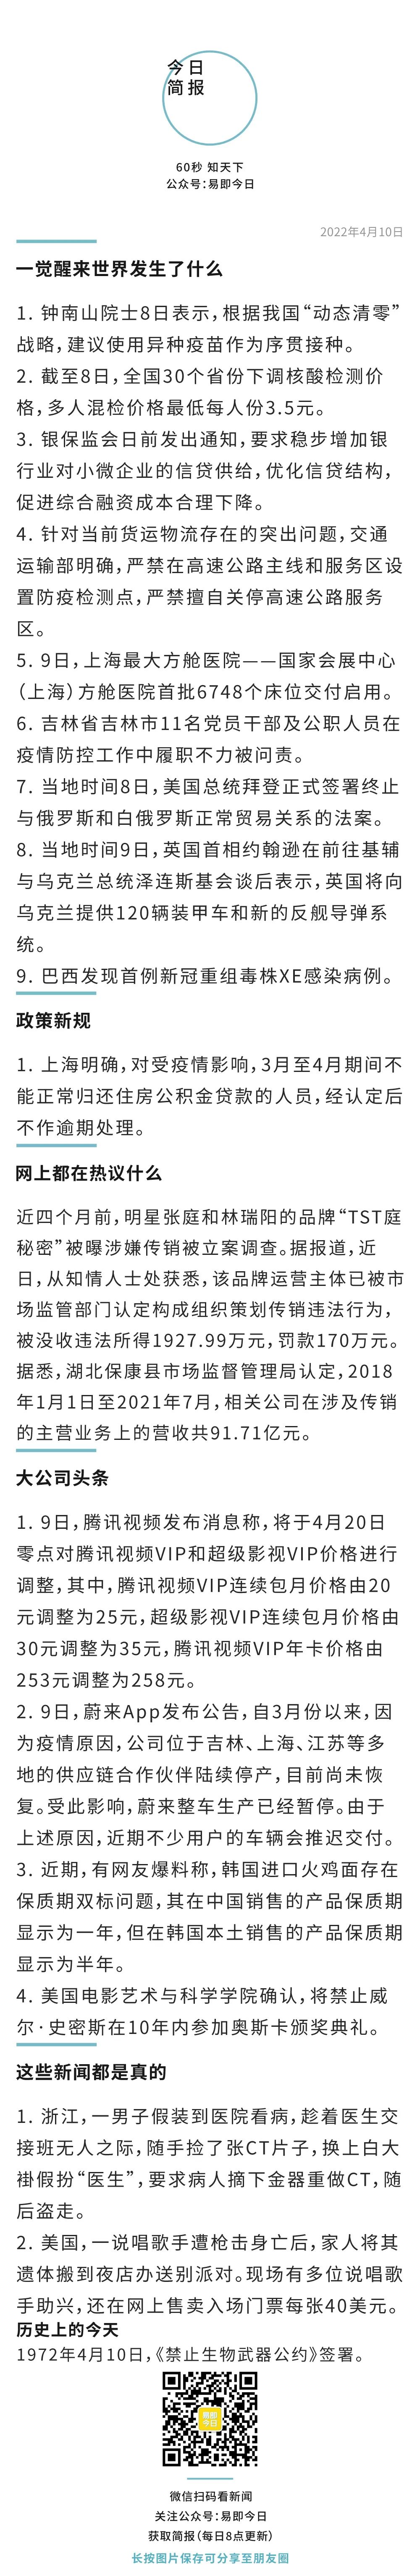 今日
简报
60秒 知天下
公众号：易即今日
2022年4月10日
一觉醒来世界发生了什么
1. 钟南山院士8日表示，根据我国“动态清零”
战略，建议使用异种疫苗作为序贯接种。
2. 截至8日，全国30个省份下调核酸检测价
格，多人混检价格最低每人份3.5元。
3. 银保监会日前发出通知，要求稳步增加银
行业对小微企业的信贷供给，优化信贷结构，
促进综合融资成本合理下降。
4. 针对当前货运物流存在的突出问题，交通
运输部明确，严禁在高速公路主线和服务区设
置防疫检测点，严禁擅自关停高速公路服务
区。
5. 9日，上海最大方舱医院——国家会展中心
（上海）方舱医院首批6748个床位交付启用。
6. 吉林省吉林市11名党员干部及公职人员在
疫情防控工作中履职不力被问责。
7. 当地时间8日，美国总统拜登正式签署终止
与俄罗斯和白俄罗斯正常贸易关系的法案。
8. 当地时间9日，英国首相约翰逊在前往基辅
与乌克兰总统泽连斯基会谈后表示，英国将向
乌克兰提供120辆装甲车和新的反舰导弹系
统。
9. 巴西发现首例新冠重组毒株XE感染病例。
政策新规
1. 上海明确，对受疫情影响，3月至4月期间不
能正常归还住房公积金贷款的人员，经认定后
不作逾期处理。
网上都在热议什么
近四个月前，明星张庭和林瑞阳的品牌“TST庭
秘密”被曝涉嫌传销被立案调查。据报道，近
日，从知情人士处获悉，该品牌运营主体已被市
场监管部门认定构成组织策划传销违法行为，
被没收违法所得1927.99万元，罚款170万元。
据悉，湖北保康县市场监督管理局认定，2018
年1月1日至2021年7月，相关公司在涉及传销
的主营业务上的营收共91.71亿元。
大公司头条
1. 9日，腾讯视频发布消息称，将于4月20日
零点对腾讯视频VIP和超级影视VIP价格进行
调整，其中，腾讯视频VIP连续包月价格由20
元调整为25元，超级影视VIP连续包月价格由
30元调整为35元，腾讯视频VIP年卡价格由
253元调整为258元。
2. 9日，蔚来App发布公告，自3月份以来，因
为疫情原因，公司位于吉林、上海、江苏等多
地的供应链合作伙伴陆续停产，目前尚未恢
复。受此影响，蔚来整车生产已经暂停。由于
上述原因，近期不少用户的车辆会推迟交付。
3. 近期，有网友爆料称，韩国进口火鸡面存在
保质期双标问题，其在中国销售的产品保质期
显示为一年，但在韩国本土销售的产品保质期
显示为半年。
4. 美国电影艺术与科学学院确认，将禁止威
尔·史密斯在10年内参加奥斯卡颁奖典礼。
这些新闻都是真的
1. 浙江，一男子假装到医院看病，趁着医生交
接班无人之际，随手捡了张CT片子，换上白大
褂假扮“医生”，要求病人摘下金器重做CT，随
后盗走。
2. 美国，一说唱歌手遭枪击身亡后，家人将其
遗体搬到夜店办送别派对。现场有多位说唱歌
手助兴，还在网上售卖入场门票每张40美元。
历史上的今天
1972年4月10日，《禁止生物武器公约》签署。
易即
今日
微信扫码看新闻
关注公众号：易即今日
获取简报（每日8点更新）
长按图片保存可分享至朋友圈